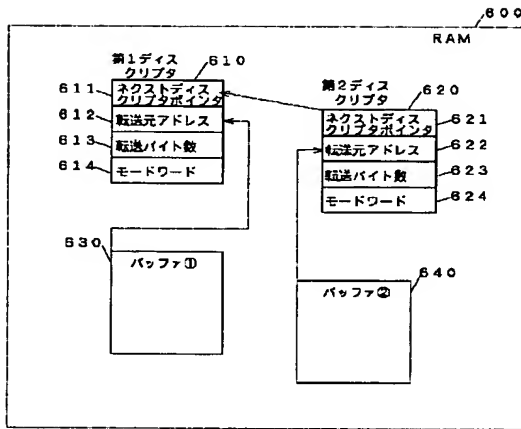 600
RAM
第1ディス
クリプタ
610
611
ネクストディス
クリプタポインタ
612
転送元アドレス
613
転送バイト数
614
モードワード
第2ディス
クリプタ
620
ネクストディス
クリプタポインタ
621
転送元アドレス
622
転送バイト数
623
モードワード
624
630
バッファ①
640
バッファ②